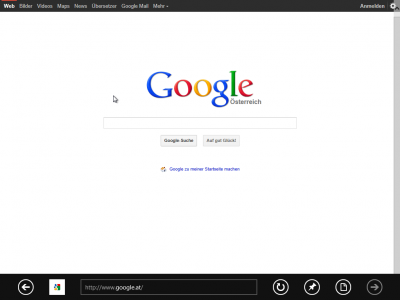 Web Bilder Videos Maps News Übersetzer Google Mail Mehr Anmelden
Google
Österreich
Google-Suche Auf gut Glück!
Google zu meiner Startseite machen
http://www.google.at/